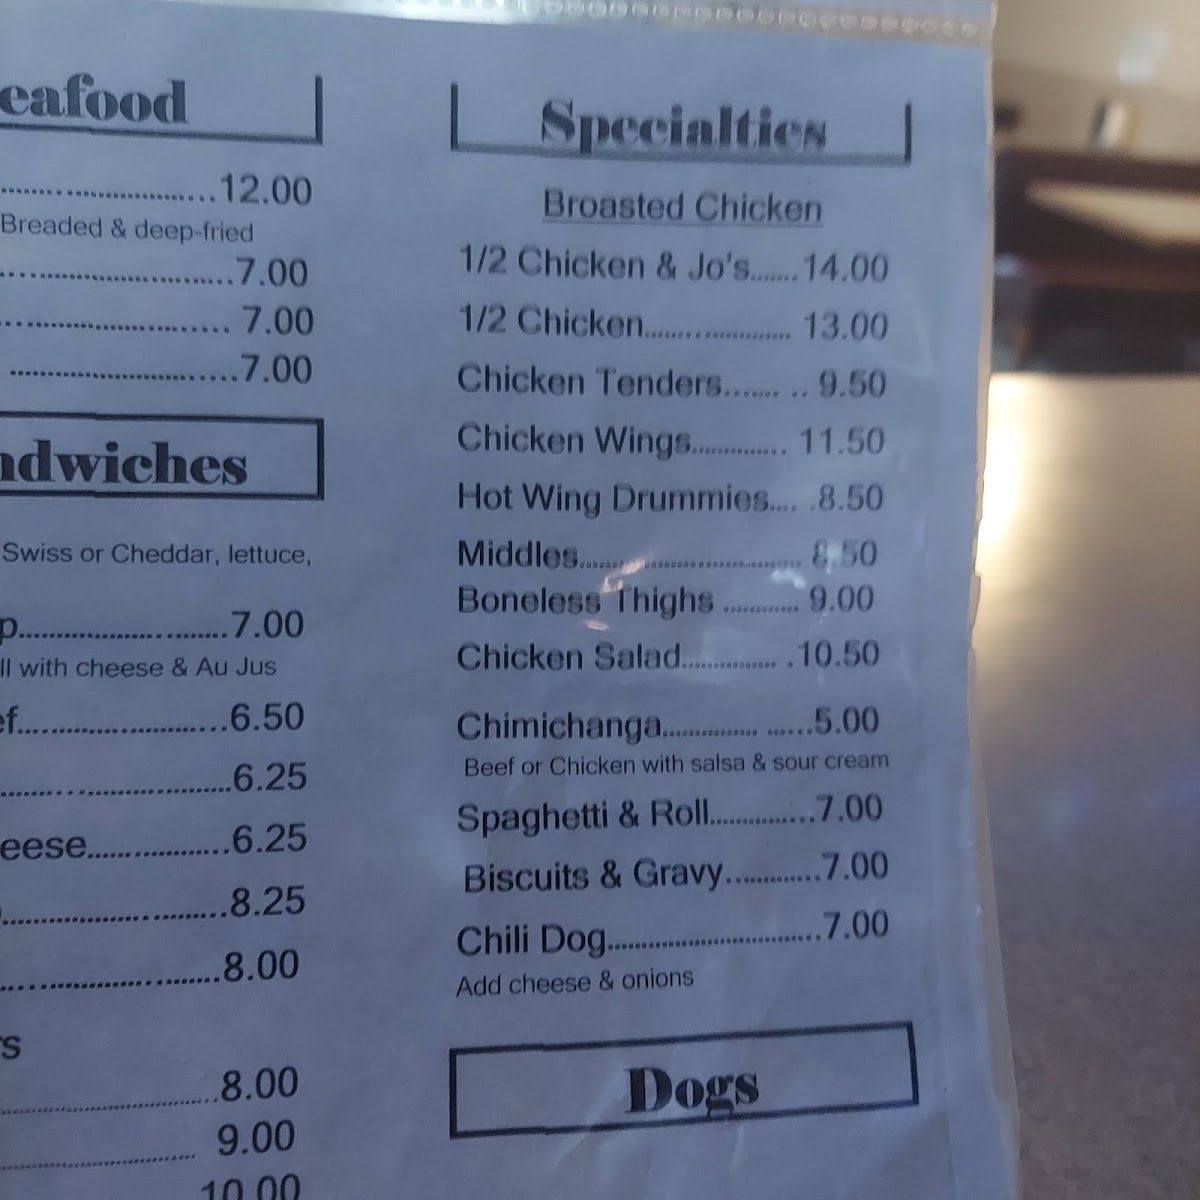 eafood
............................12.00
Breaded & deep-fried
............................7.00
............................ 7.00
............................7.00
ndwiches
Swiss or Cheddar, lettuce,
p............................7.00
ll with cheese & Au Jus
ef............................6.50
............................6.25
eese....................6.25
............................8.25
............................8.00
rs
............................8.00
............................ 9.00
10.00
Specialties
Broasted Chicken
1/2 Chicken & Jo's.......14.00
1/2 Chicken..................... 13.00
Chicken Tenders....... .. 9.50
Chicken Wings.............. 11.50
Hot Wing Drummies.... .8.50
Middles................................ 8.50
Boneless Thighs ............ 9.00
Chicken Salad............... .10.50
Chimichanga............... ......5.00
Beef or Chicken with salsa & sour cream
Spaghetti & Roll...............7.00
Biscuits & Gravy.............7.00
Chili Dog...............................7.00
Add cheese & onions
Dogs